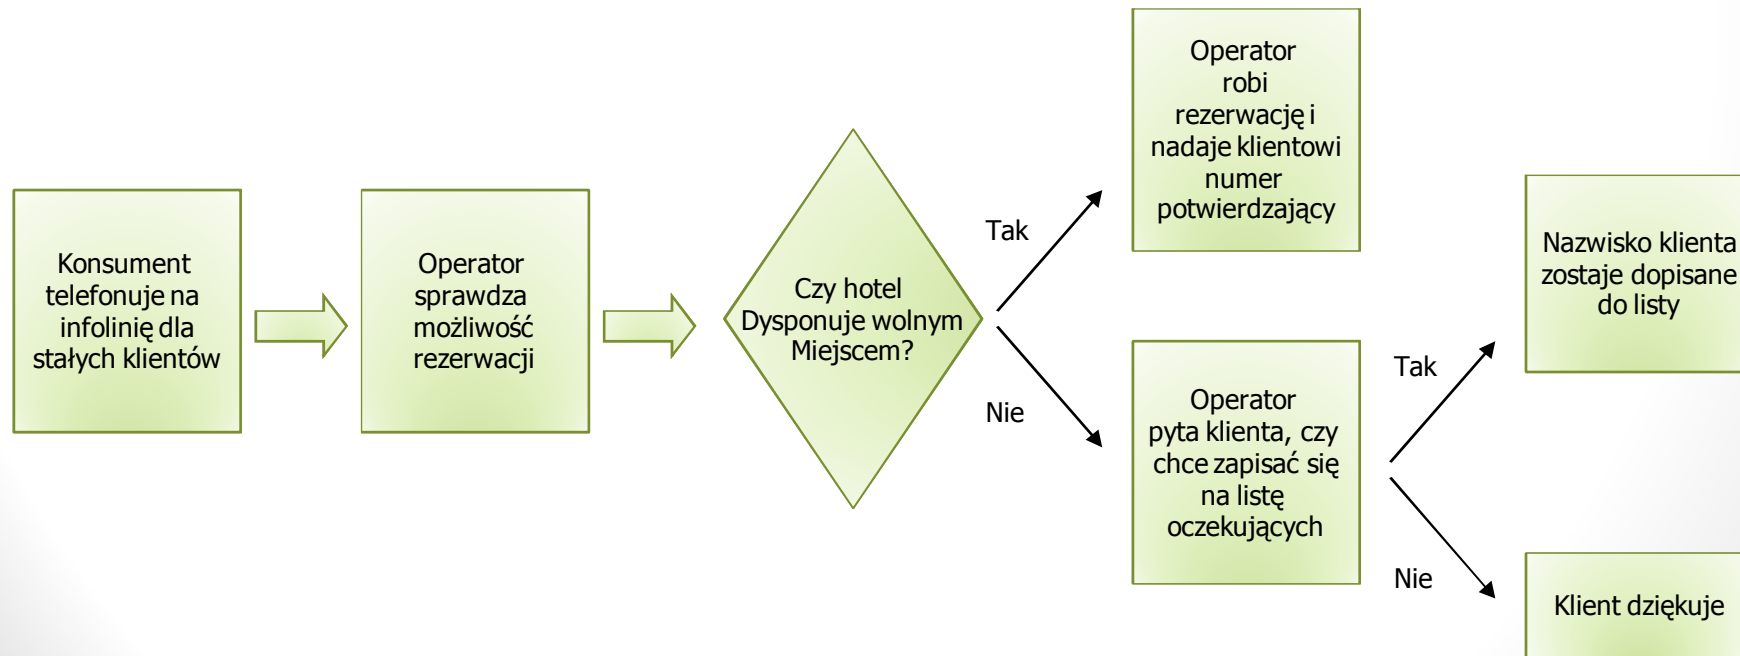 Konsument
telefonuje na
infolinię dla
stałych klientów
Operator
sprawdza
możliwość
rezerwacji
Czy hotel
Dysponuje wolnym
Miejscem?
Tak
Nie
Operator
robi
rezerwację i
nadaje klientowi
numer
potwierdzający
Operator
pyta klienta, czy
chce zapisać się
na listę
oczekujących
Tak
Nie
Nazwisko klienta
zostaje dopisane
do listy
Klient dziękuje